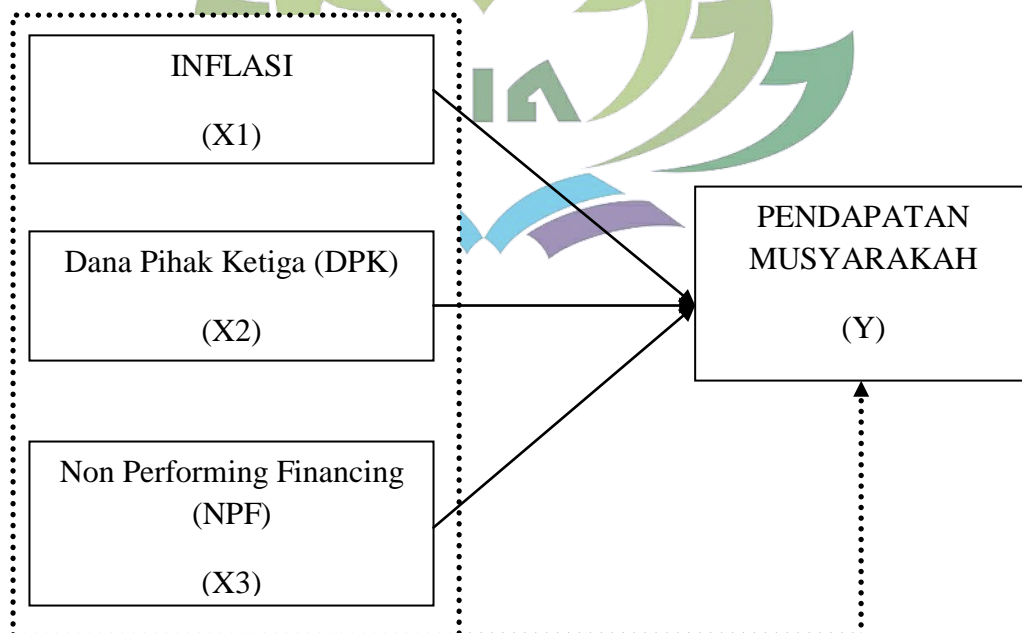 INFLASI
(X1)
Dana Pihak Ketiga (DPK)
(X2)
Non Performing Financing
(NPF)
(X3)
PENDAPATAN
MUSYARAKAH
(Y)